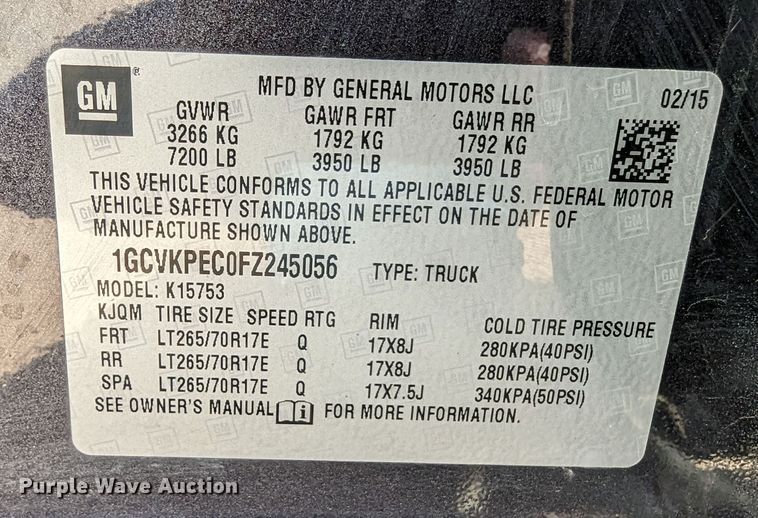 GM
MFD BY GENERAL MOTORS LLC 02/15
GVWR GAWR FRT GAWR RR
3266 KG 1792 KG 1792 KG
7200 LB 3950 LB 3950 LB
THIS VEHICLE CONFORMS TO ALL APPLICABLE U.S. FEDERAL MOTOR
VEHICLE SAFETY STANDARDS IN EFFECT ON THE DATE OF
MANUFACTURE SHOWN ABOVE.
1GCVKPEC0FZ245056 TYPE: TRUCK
MODEL: K15753
KJQM TIRE SIZE SPEED RTG RIM COLD TIRE PRESSURE
FRT LT265/70R17E Q 17X8J 280KPA(40PSI)
RR LT265/70R17E Q 17X8J 280KPA(40PSI)
SPA LT265/70R17E Q 17X7.5J 340KPA(50PSI)
SEE OWNER'S MANUAL i FOR MORE INFORMATION.
Purple Wave Auction